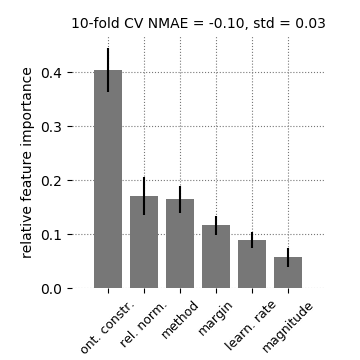 10-fold CV NMAE = -0.10, std = 0.03
relative feature importance
0.4
0.3
0.2
0.1
0.0
ont. constr.
rel. norm.
method
margin
learn. rate
magnitude